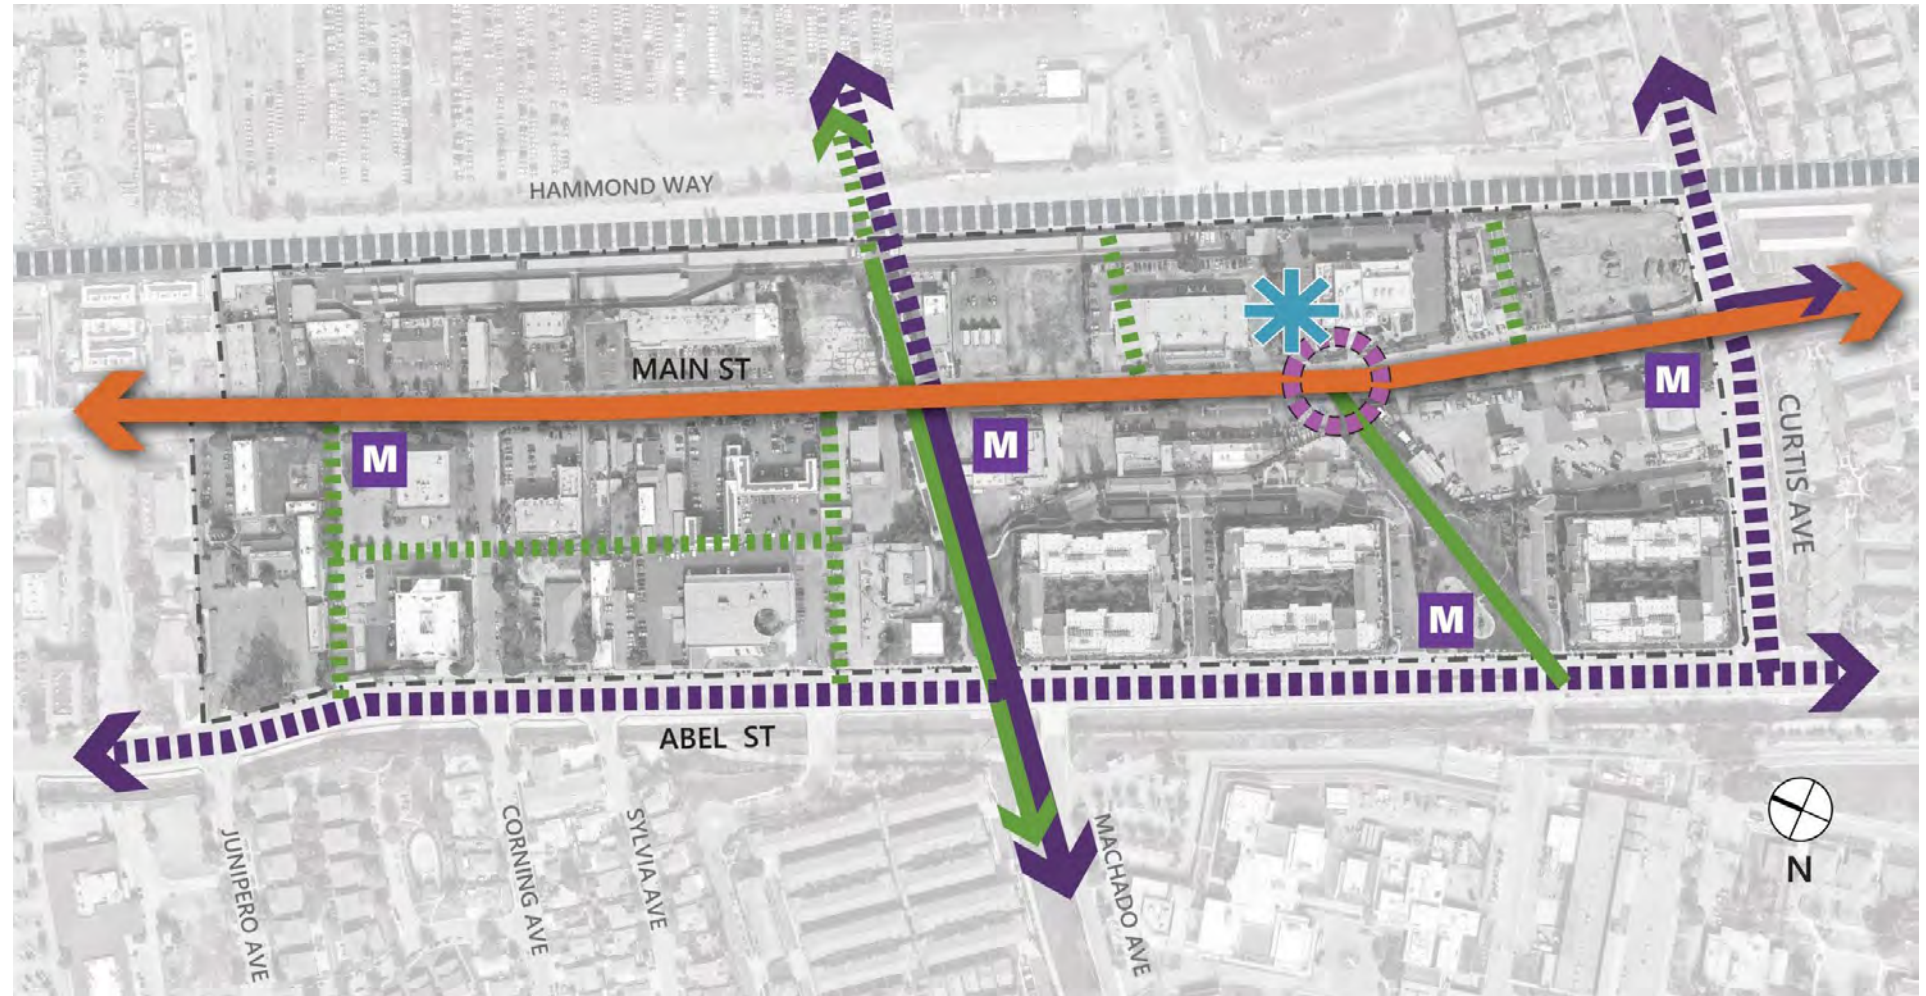 HAMMOND WAY
MAIN ST
M
M
M
CURTIS AVE
M
ABEL ST
JUNIPERO AVE
CORNING AVE
SYLVIA AVE
MACHADO AVE
N